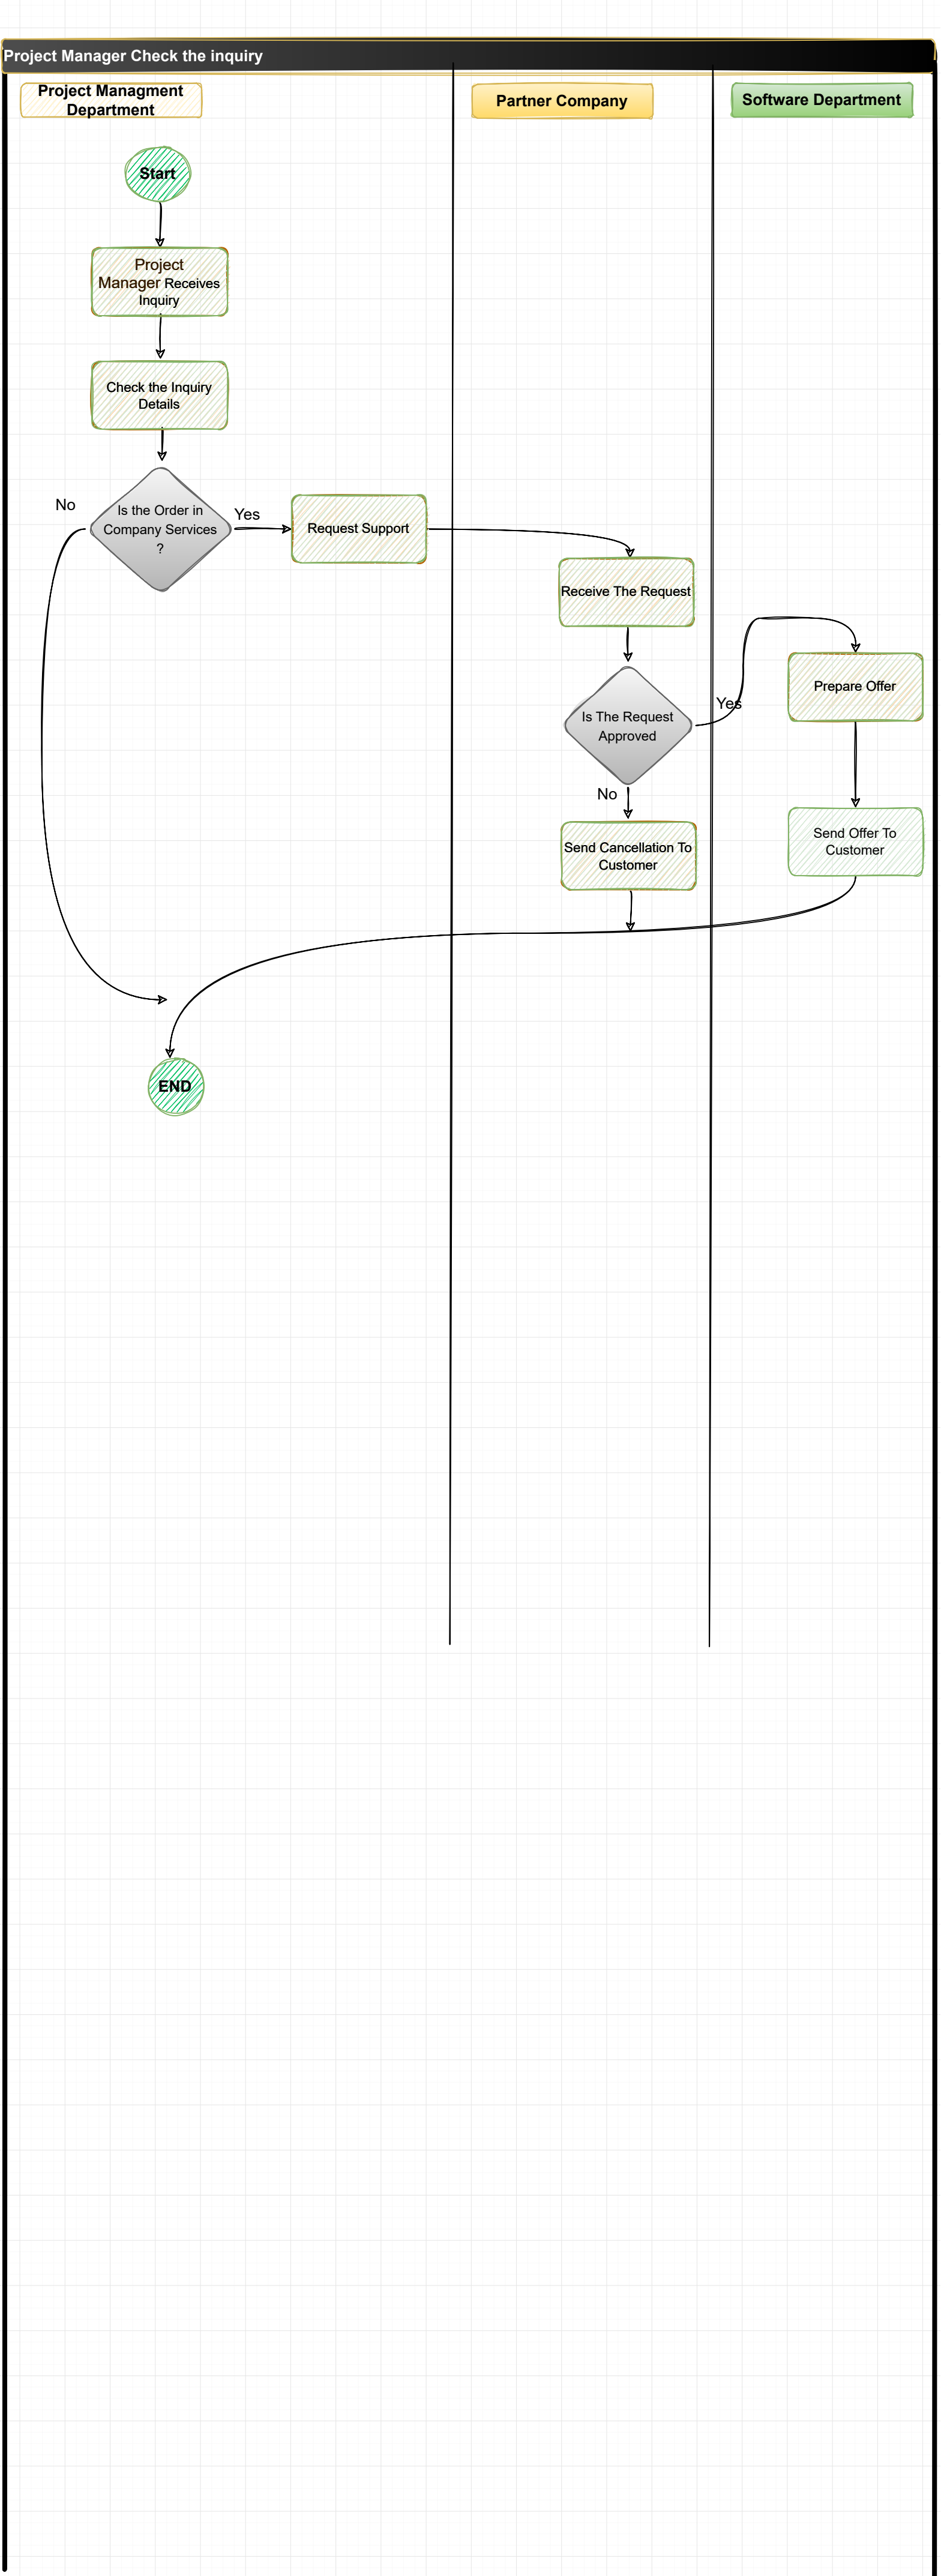 Project Manager Check the inquiry
Project Managment
Department
Partner Company
Software Department
Start
Project
Manager Receives
Inquiry
Check the Inquiry
Details
No
Is the Order in
Company Services
?
Yes
Request Support
Receive The Request
Prepare Offer
Yes
Is The Request
Approved
No
Send Cancellation To
Customer
Send Offer To
Customer
END